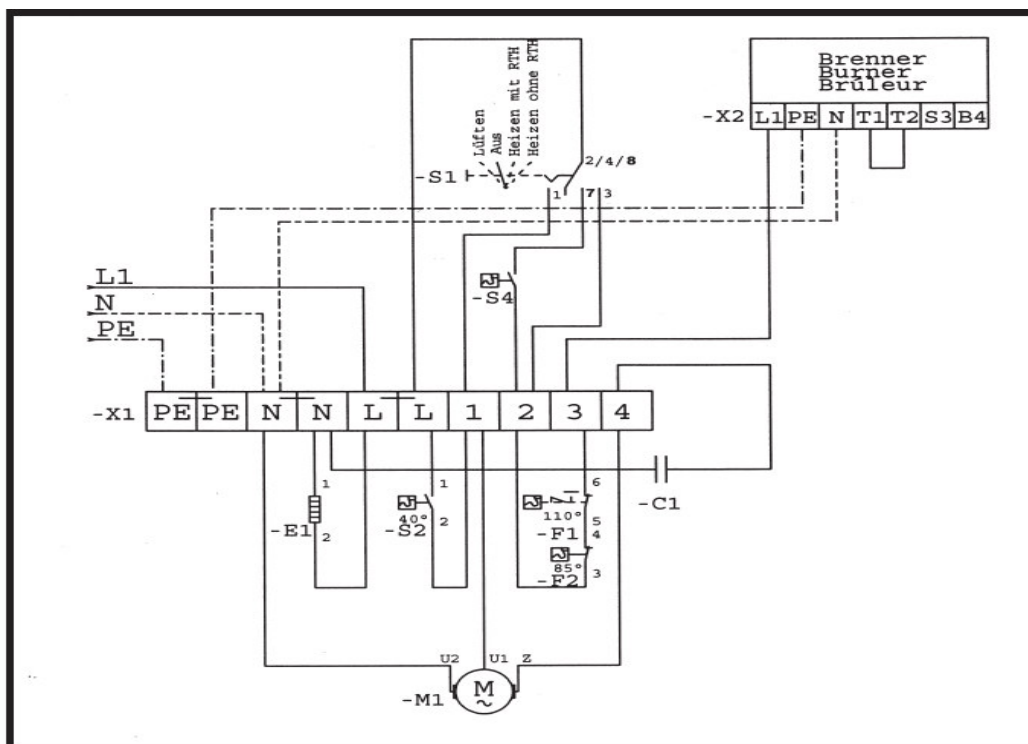 Brenner
Burner
Brûleur
-X2 L1 PE N T1 T2 S3 B4
Lüften
Aus
Heizen mit RTH
Heizen ohne RTH
-S1
2/4/8
1 7 3
-S4
L1
N
PE
-X1 PE PE N N L L 1 2 3 4
1
-E1 2
1
40°
-S2 2
6
110°
-F1 5
4
85°
-F2 3
-C1
U2 U1 Z
-M1
M
~